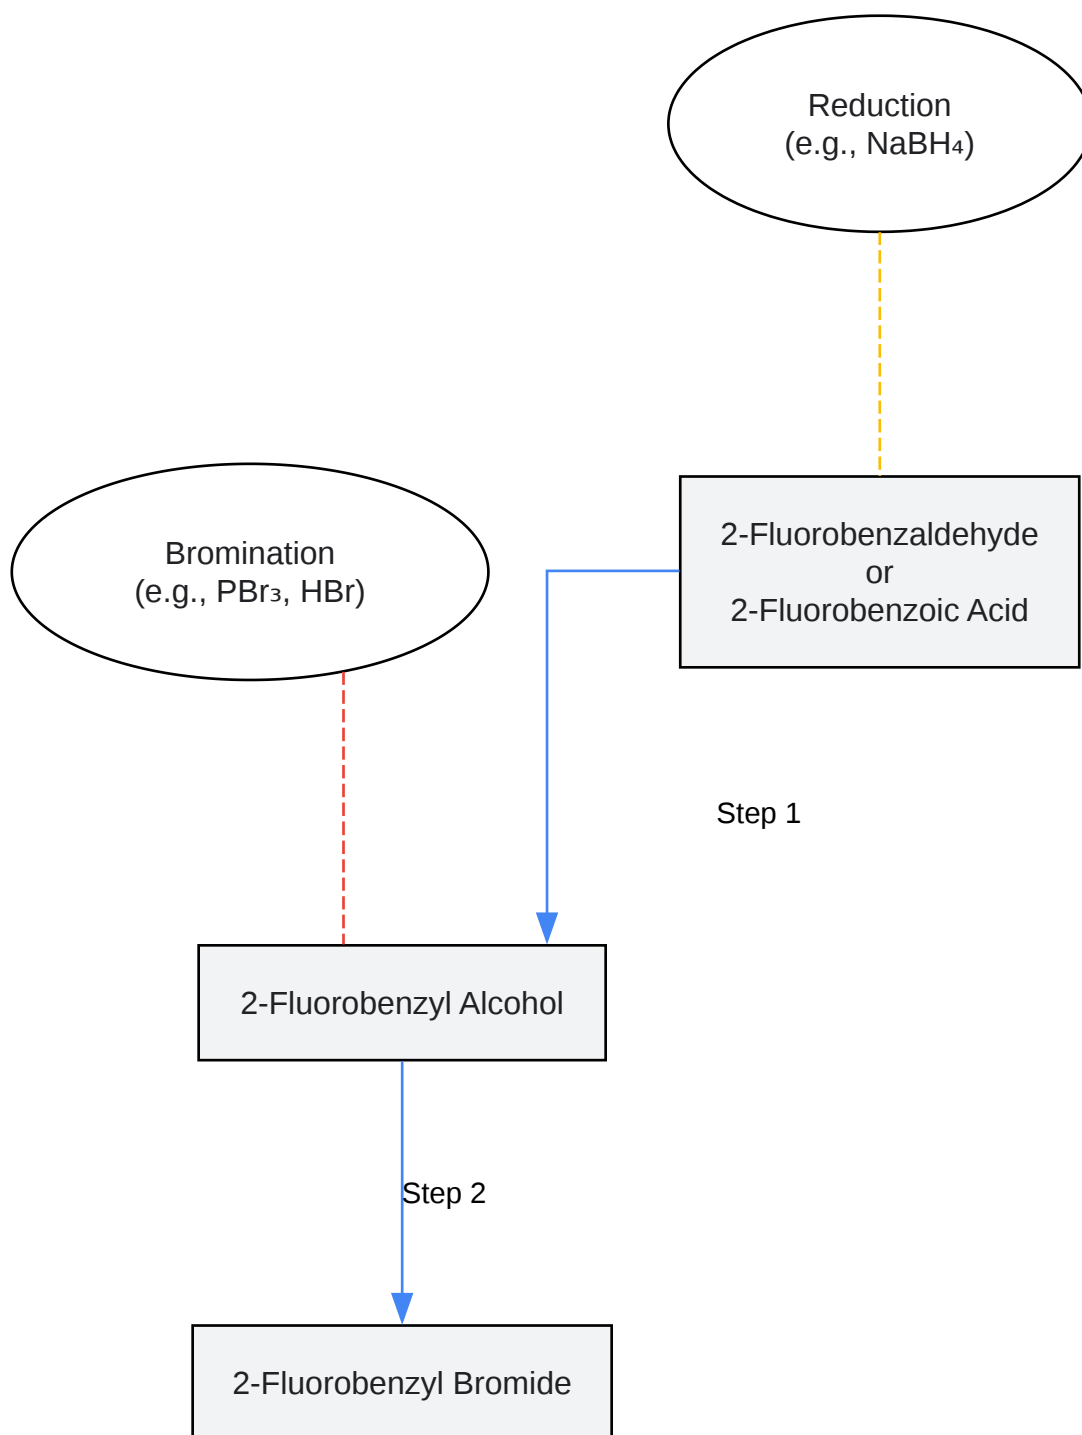 Reduction
(e.g., NaBH₄)
Bromination
(e.g., PBr₃, HBr)
2-Fluorobenzaldehyde
or
2-Fluorobenzoic Acid
Step 1
2-Fluorobenzyl Alcohol
Step 2
2-Fluorobenzyl Bromide